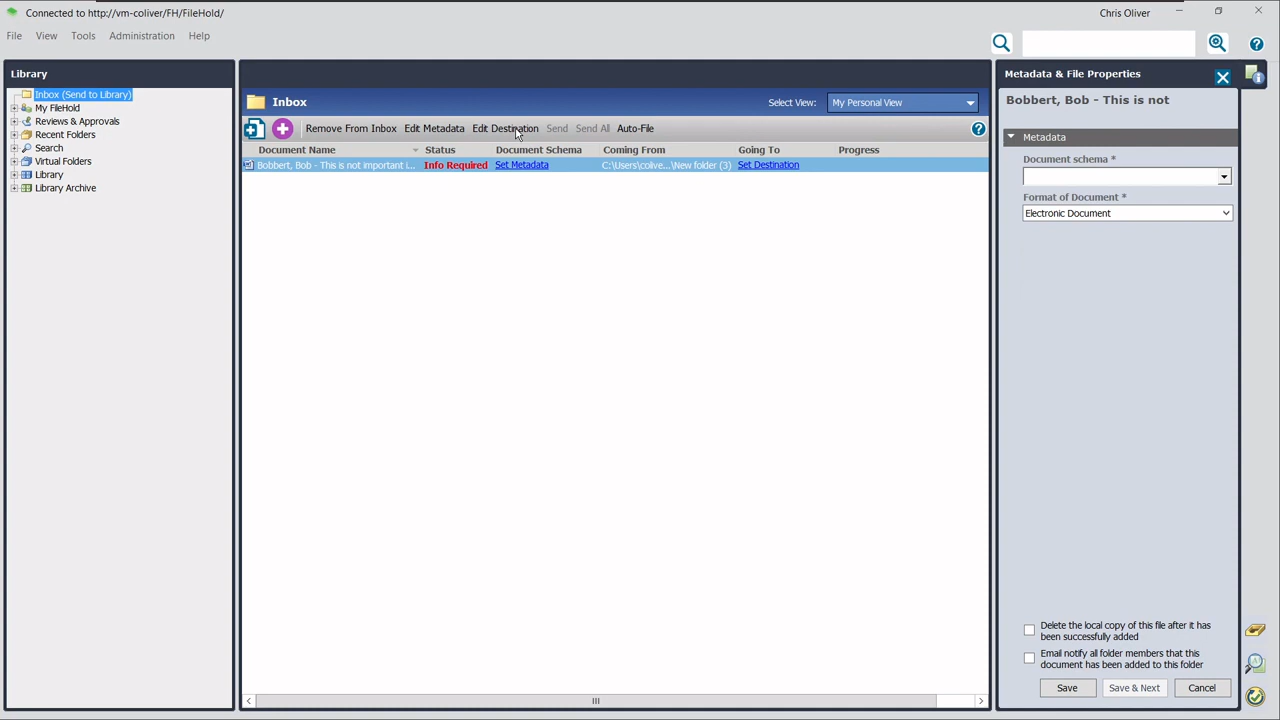 Connected to http://vm-coliver/FH/FileHold/
Chris Oliver
File View Tools Administration Help
Library
Inbox (Send to Library)
My FileHold
Reviews & Approvals
Recent Folders
Search
Virtual Folders
Library
Library Archive
Inbox
Select View: My Personal View
Remove From Inbox Edit Metadata Edit Destination Send Send All Auto-File
Document Name Status Document Schema Coming From Going To Progress
Bobbert, Bob - This is not important i... Info Required Set Metadata C:\Users\colive...\New folder (3) Set Destination
Metadata & File Properties
Bobbert, Bob - This is not
Metadata
Document schema *
Format of Document *
Electronic Document
Delete the local copy of this file after it has
been successfully added
Email notify all folder members that this
document has been added to this folder
Save Save & Next Cancel